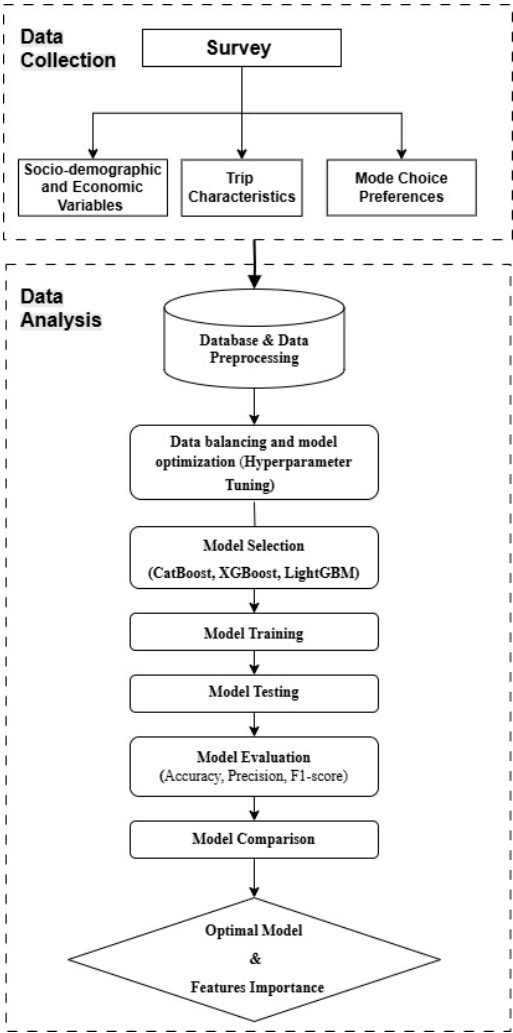 Data
Collection
Survey
Socio-demographic
and Economic
Variables
Trip
Characteristics
Mode Choice
Preferences
Data
Analysis
Database & Data
Preprocessing
Data balancing and model
optimization (Hyperparameter
Tuning)
Model Selection
(CatBoost, XGBoost, LightGBM)
Model Training
Model Testing
Model Evaluation
(Accuracy, Precision, F1-score)
Model Comparison
Optimal Model
&
Features Importance